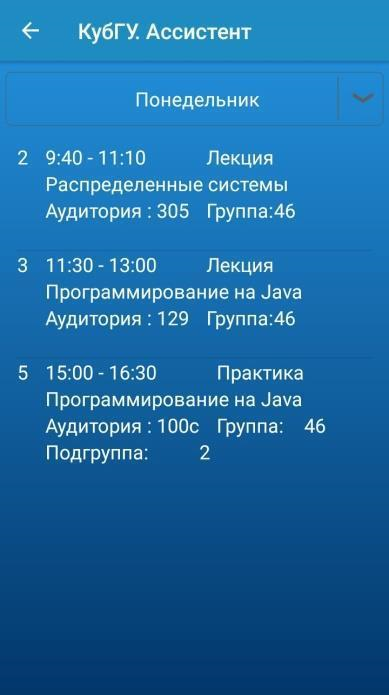 КубГУ. Ассистент
Понедельник
2 9:40 - 11:10 Лекция
Распределенные системы
Аудитория : 305 Группа:46
3 11:30 - 13:00 Лекция
Программирование на Java
Аудитория : 129 Группа:46
5 15:00 - 16:30 Практика
Программирование на Java
Аудитория : 100с Группа: 46
Подгруппа: 2